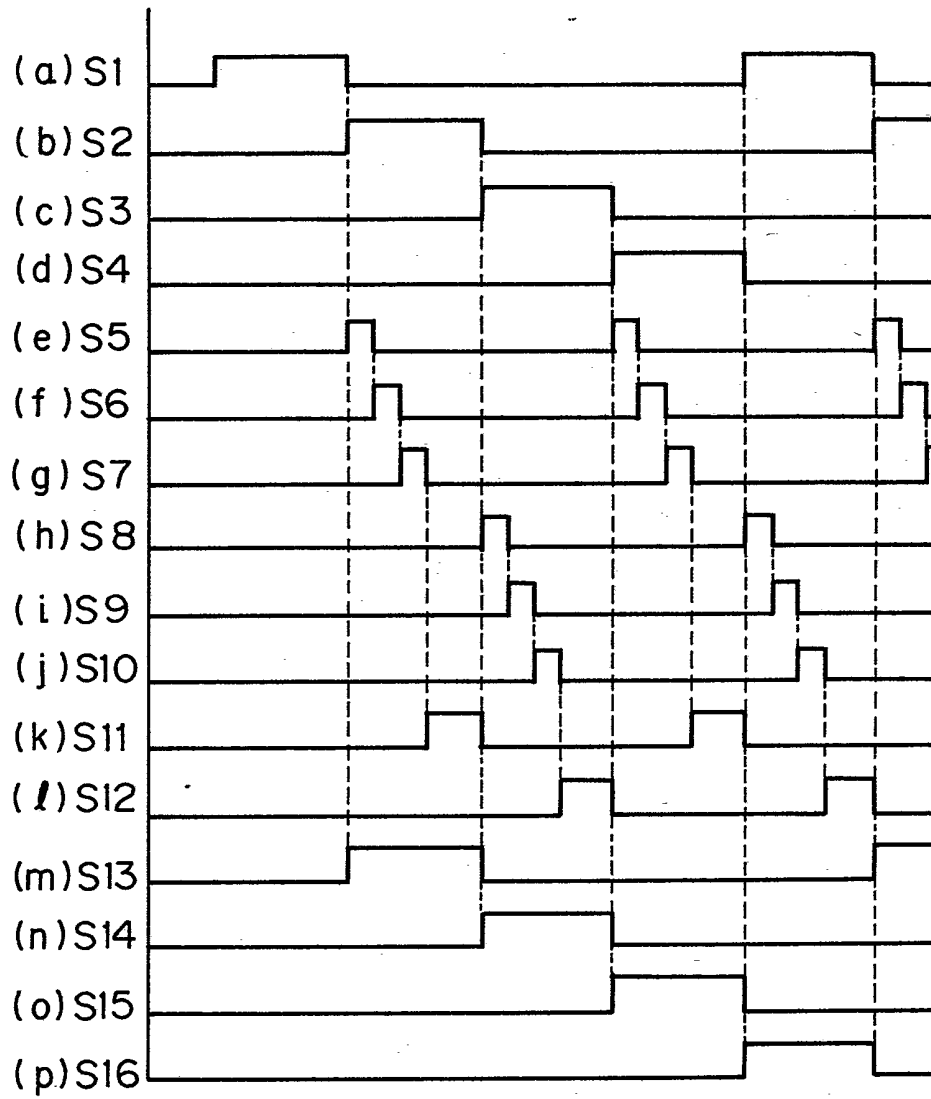 (a) S1
(b) S2
(c) S3
(d) S4
(e) S5
(f) S6
(g) S7
(h) S8
(i) S9
(j) S10
(k) S11
(l) S12
(m) S13
(n) S14
(o) S15
(p) S16